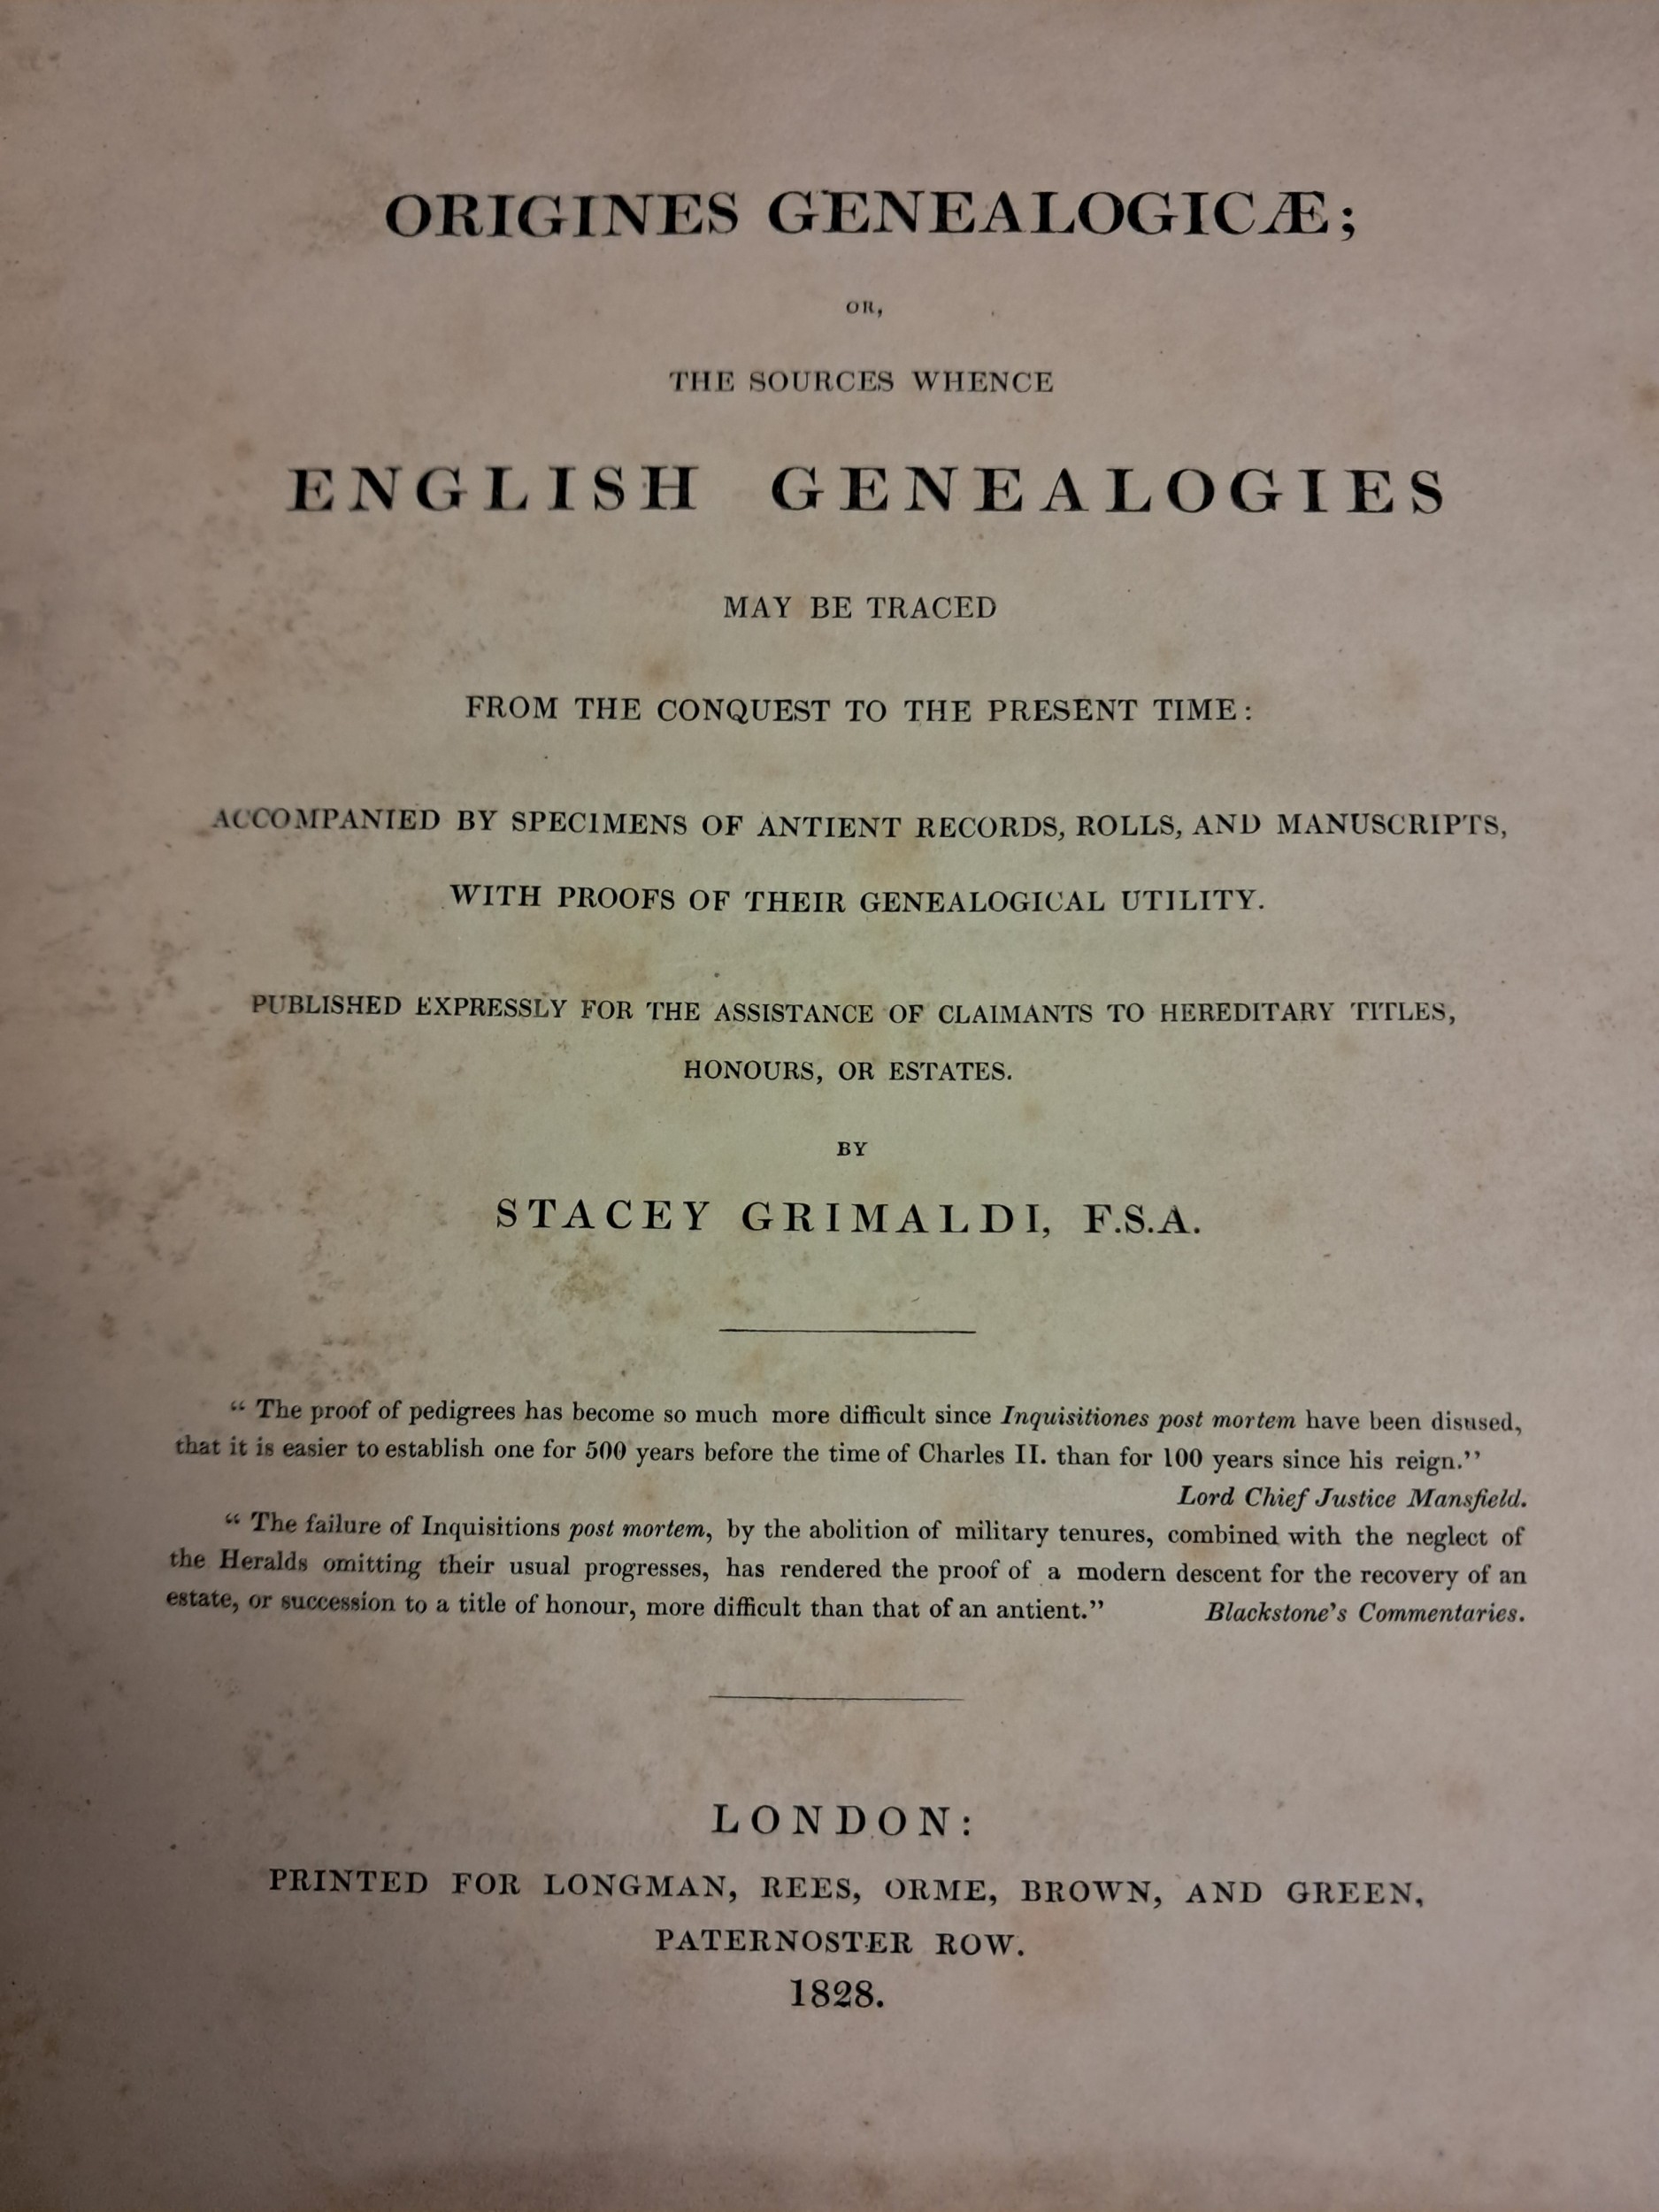 ORIGINES GENEALOGICÆ;
OR,
THE SOURCES WHENCE
ENGLISH GENEALOGIES
MAY BE TRACED
FROM THE CONQUEST TO THE PRESENT TIME:
ACCOMPANIED BY SPECIMENS OF ANTIENT RECORDS, ROLLS, AND MANUSCRIPTS,
WITH PROOFS OF THEIR GENEALOGICAL UTILITY.
PUBLISHED EXPRESSLY FOR THE ASSISTANCE OF CLAIMANTS TO HEREDITARY TITLES,
HONOURS, OR ESTATES.
BY
STACEY GRIMALDI, F.S.A.
“ The proof of pedigrees has become so much more difficult since Inquisitiones post mortem have been disused,
that it is easier to establish one for 500 years before the time of Charles II. than for 100 years since his reign.”
Lord Chief Justice Mansfield.
“ The failure of Inquisitions post mortem, by the abolition of military tenures, combined with the neglect of
the Heralds omitting their usual progresses, has rendered the proof of a modern descent for the recovery of an
estate, or succession to a title of honour, more difficult than that of an antient.” Blackstone's Commentaries.
LONDON:
PRINTED FOR LONGMAN, REES, ORME, BROWN, AND GREEN,
PATERNOSTER ROW.
1828.